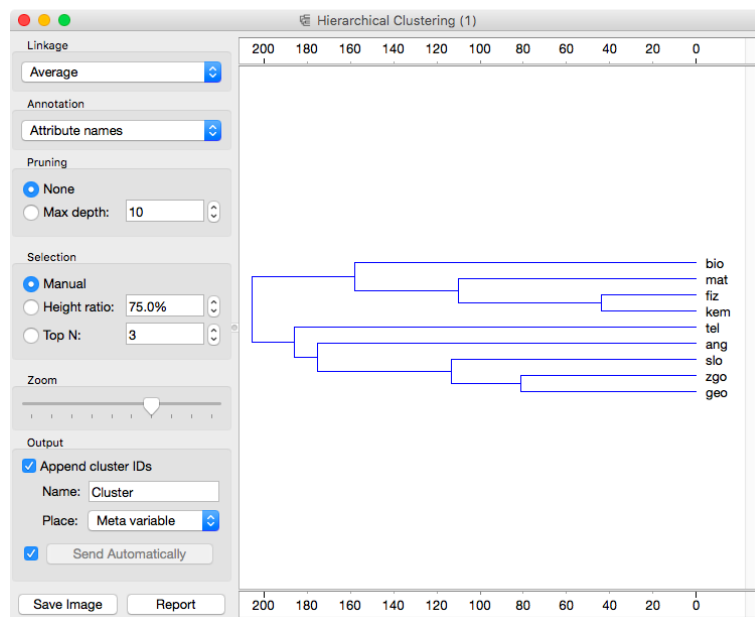 Hierarchical Clustering (1)
Linkage
Average
Annotation
Attribute names
Pruning
None
Max depth: 10
Selection
Manual
Height ratio: 75.0%
Top N: 3
Zoom
Output
Append cluster IDs
Name: Cluster
Place: Meta variable
Send Automatically
Save Image Report
200 180 160 140 120 100 80 60 40 20 0
bio
mat
fiz
kem
tel
ang
slo
zgo
geo
200 180 160 140 120 100 80 60 40 20 0